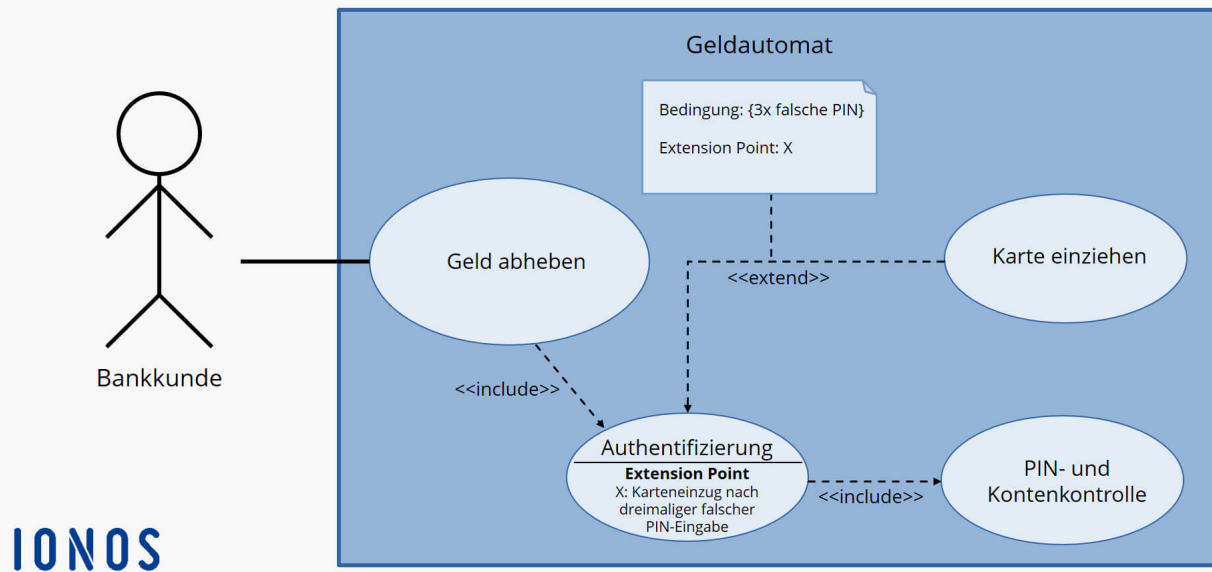 Geldautomat
Bedingung: {3x falsche PIN}
Extension Point: X
Geld abheben
Karte einziehen
<<extend>>
Bankkunde
<<include>>
Authentifizierung
Extension Point
X: Karteneinzug nach
dreimaliger falscher
PIN-Eingabe
<<include>>
PIN- und
Kontenkontrolle
IONOS